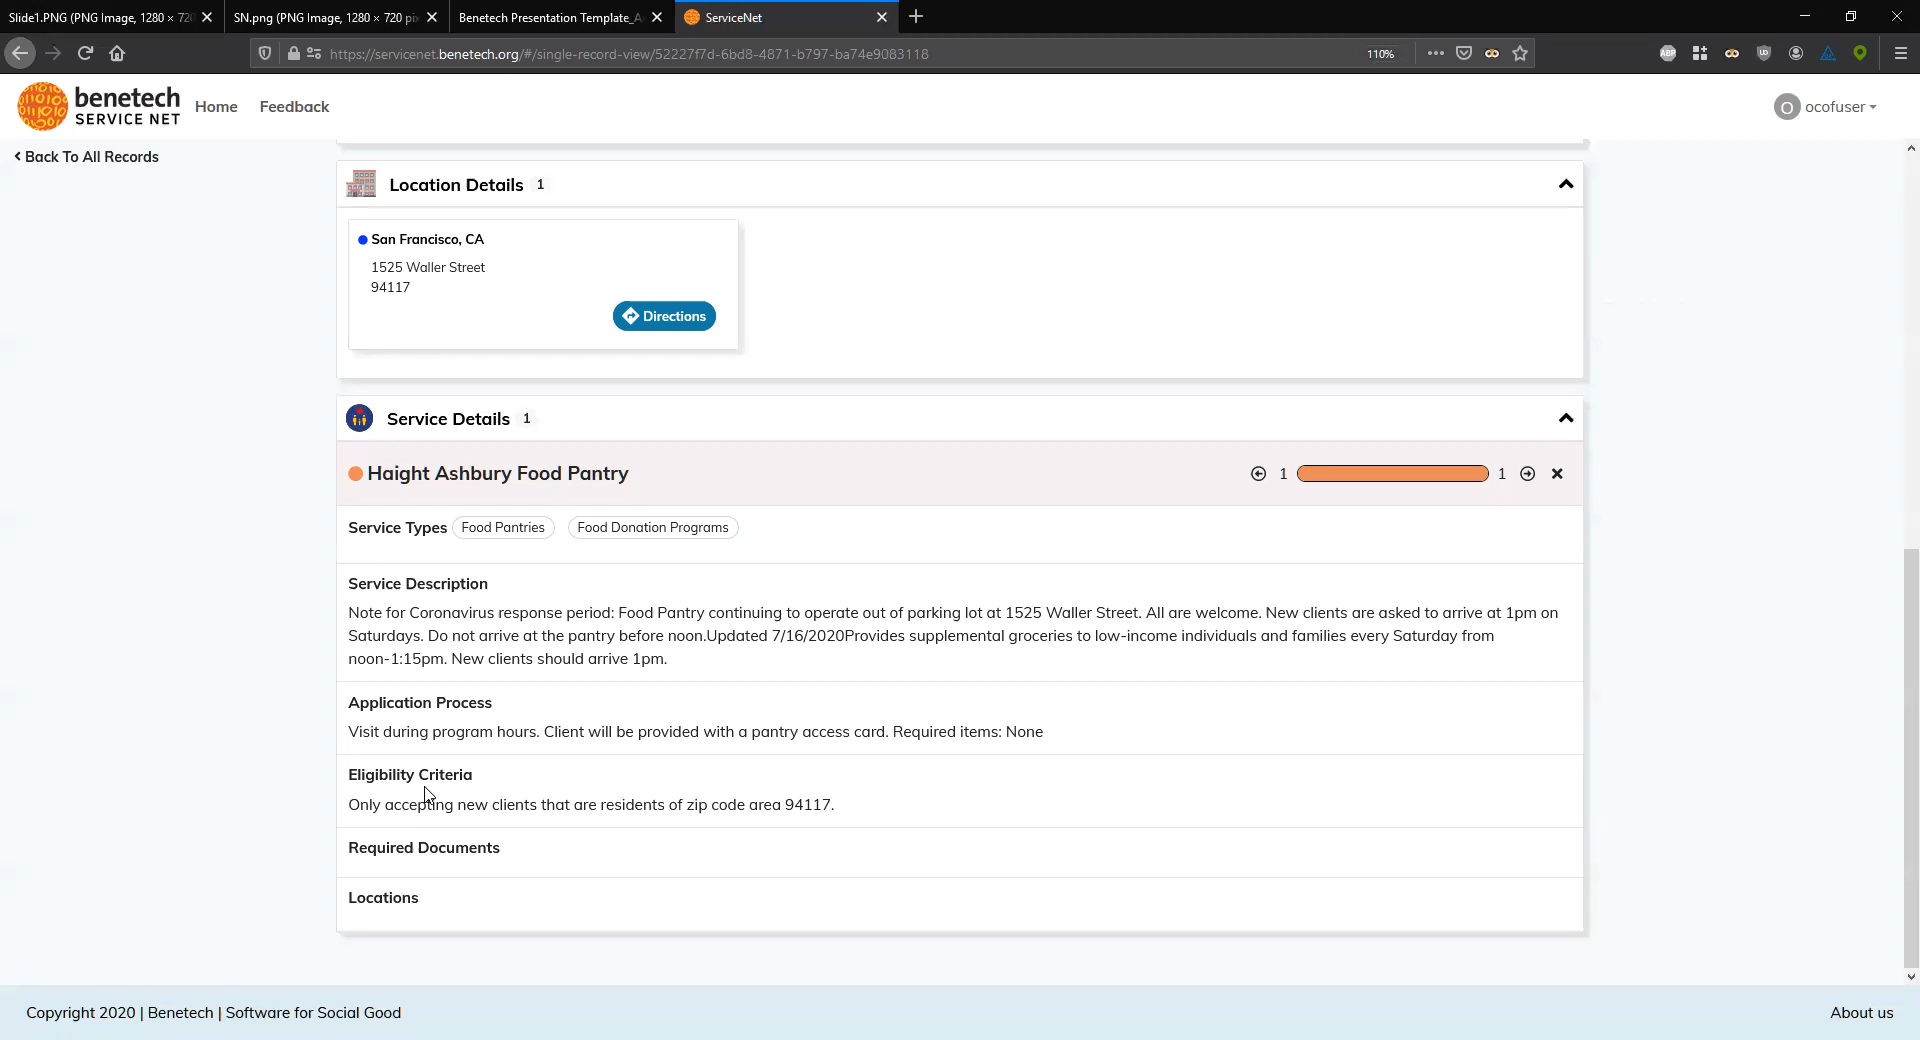 Slide1.PNG (PNG Image, 1280 × 720
SN.png (PNG Image, 1280 × 720 pi
Benetech Presentation Template_A
ServiceNet
https://servicenet.benetech.org/#/single-record-view/52227f7d-6bd8-4871-b797-ba74e9083118
110%
ABP
benetech
SERVICE NET
Home
Feedback
O
ocofuser
Back To All Records
Location Details 1
San Francisco, CA
1525 Waller Street
94117
Directions
Service Details 1
Haight Ashbury Food Pantry
1
1
Service Types Food Pantries Food Donation Programs
Service Description
Note for Coronavirus response period: Food Pantry continuing to operate out of parking lot at 1525 Waller Street. All are welcome. New clients are asked to arrive at 1pm on
Saturdays. Do not arrive at the pantry before noon.Updated 7/16/2020Provides supplemental groceries to low-income individuals and families every Saturday from
noon-1:15pm. New clients should arrive 1pm.
Application Process
Visit during program hours. Client will be provided with a pantry access card. Required items: None
Eligibility Criteria
Only accepting new clients that are residents of zip code area 94117.
Required Documents
Locations
Copyright 2020 | Benetech | Software for Social Good
About us